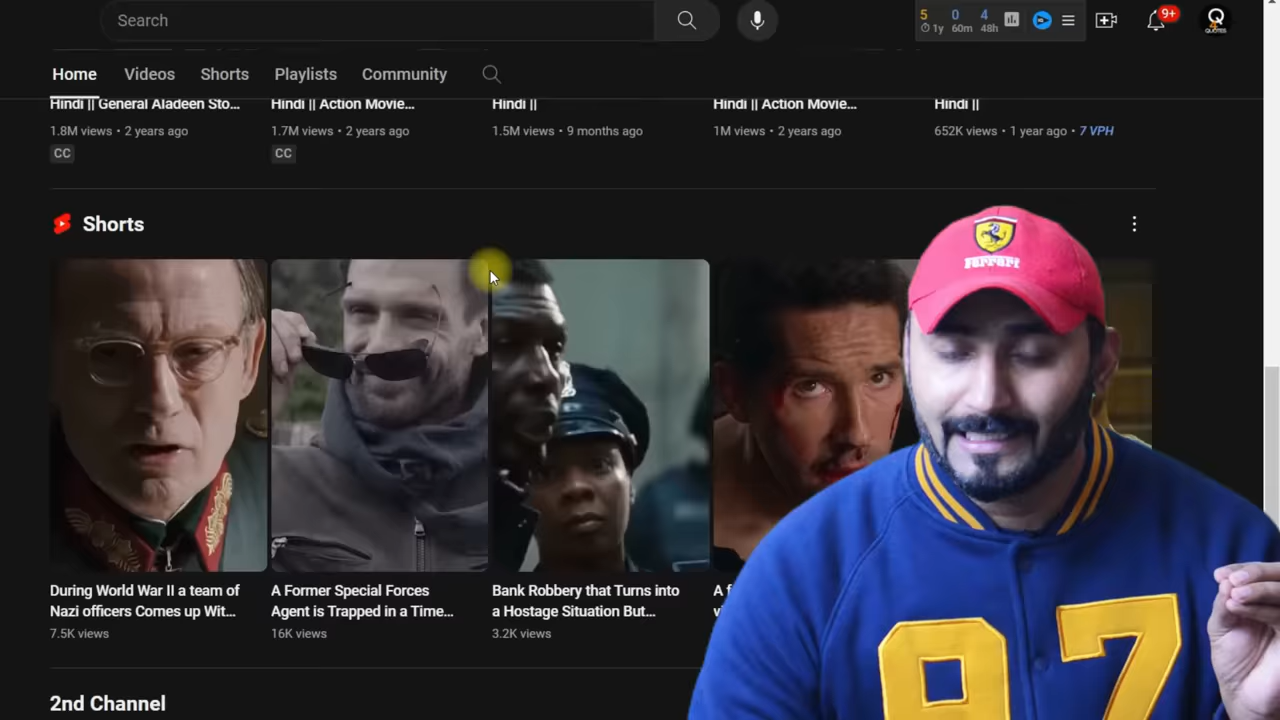 Search
5 0 4
1y 60m 48h
9+
Q
QUOTES
Home Videos Shorts Playlists Community
Hindi || General Aladeen Sto...
1.8M views • 2 years ago
CC
Hindi || Action Movie...
1.7M views • 2 years ago
CC
Hindi ||
1.5M views • 9 months ago
Hindi || Action Movie...
1M views • 2 years ago
Hindi ||
652K views • 1 year ago • 7 VPH
Shorts
During World War II a team of
Nazi officers Comes up Wit...
7.5K views
A Former Special Forces
Agent is Trapped in a Time...
16K views
Bank Robbery that Turns into
a Hostage Situation But...
3.2K views
Ferrari
97
2nd Channel